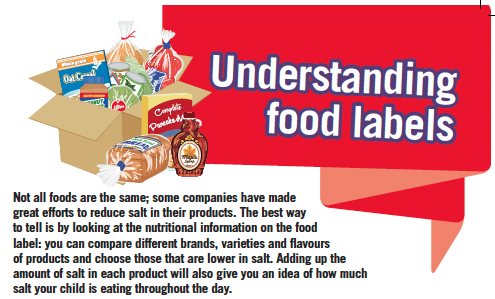 Understanding
food labels
Whole grain
Oat Cereal
Complete
Pancake M
Maple
Syrup
Not all foods are the same; some companies have made
great efforts to reduce salt in their products. The best way
to tell is by looking at the nutritional information on the food
label: you can compare different brands, varieties and flavours
of products and choose those that are lower in salt. Adding up the
amount of salt in each product will also give you an idea of how much
salt your child is eating throughout the day.